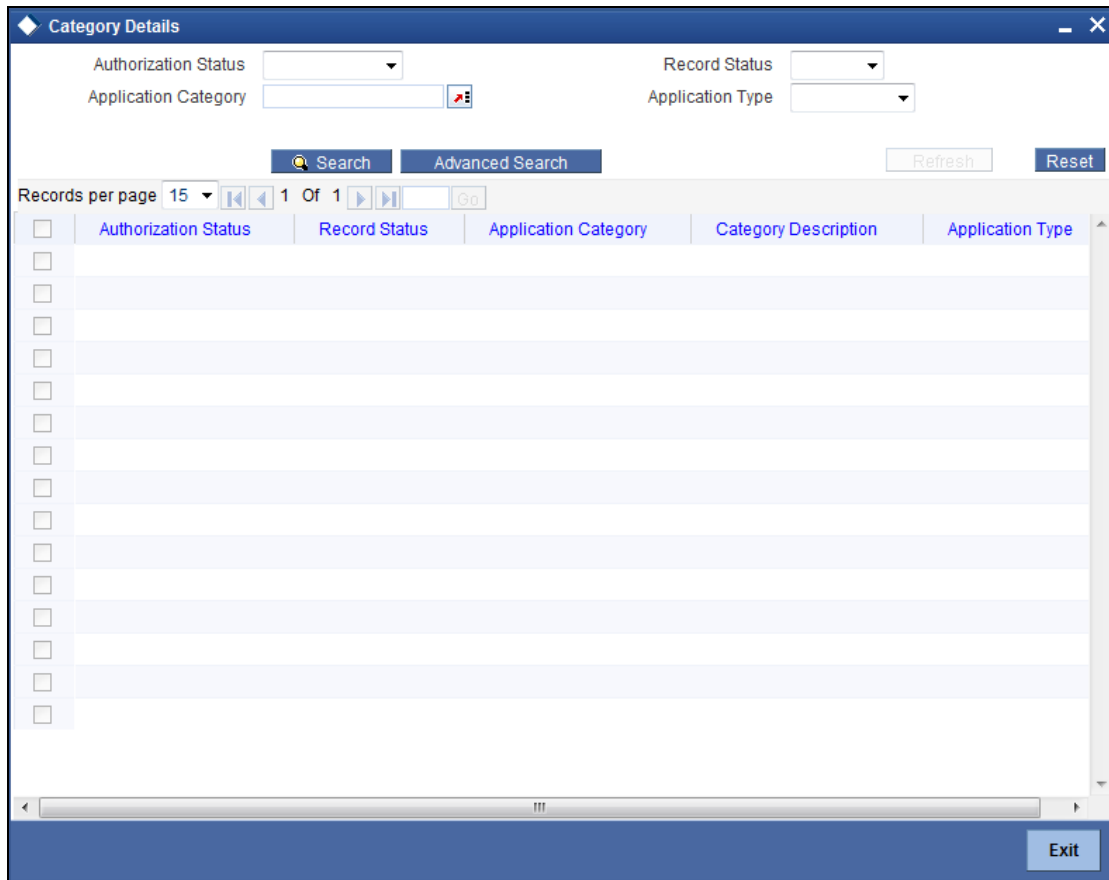 Category Details
Authorization Status Record Status
Application Category Application Type
Search Advanced Search Refresh Reset
Records per page 15 1 Of 1 Go
Authorization Status Record Status Application Category Category Description Application Type
Exit